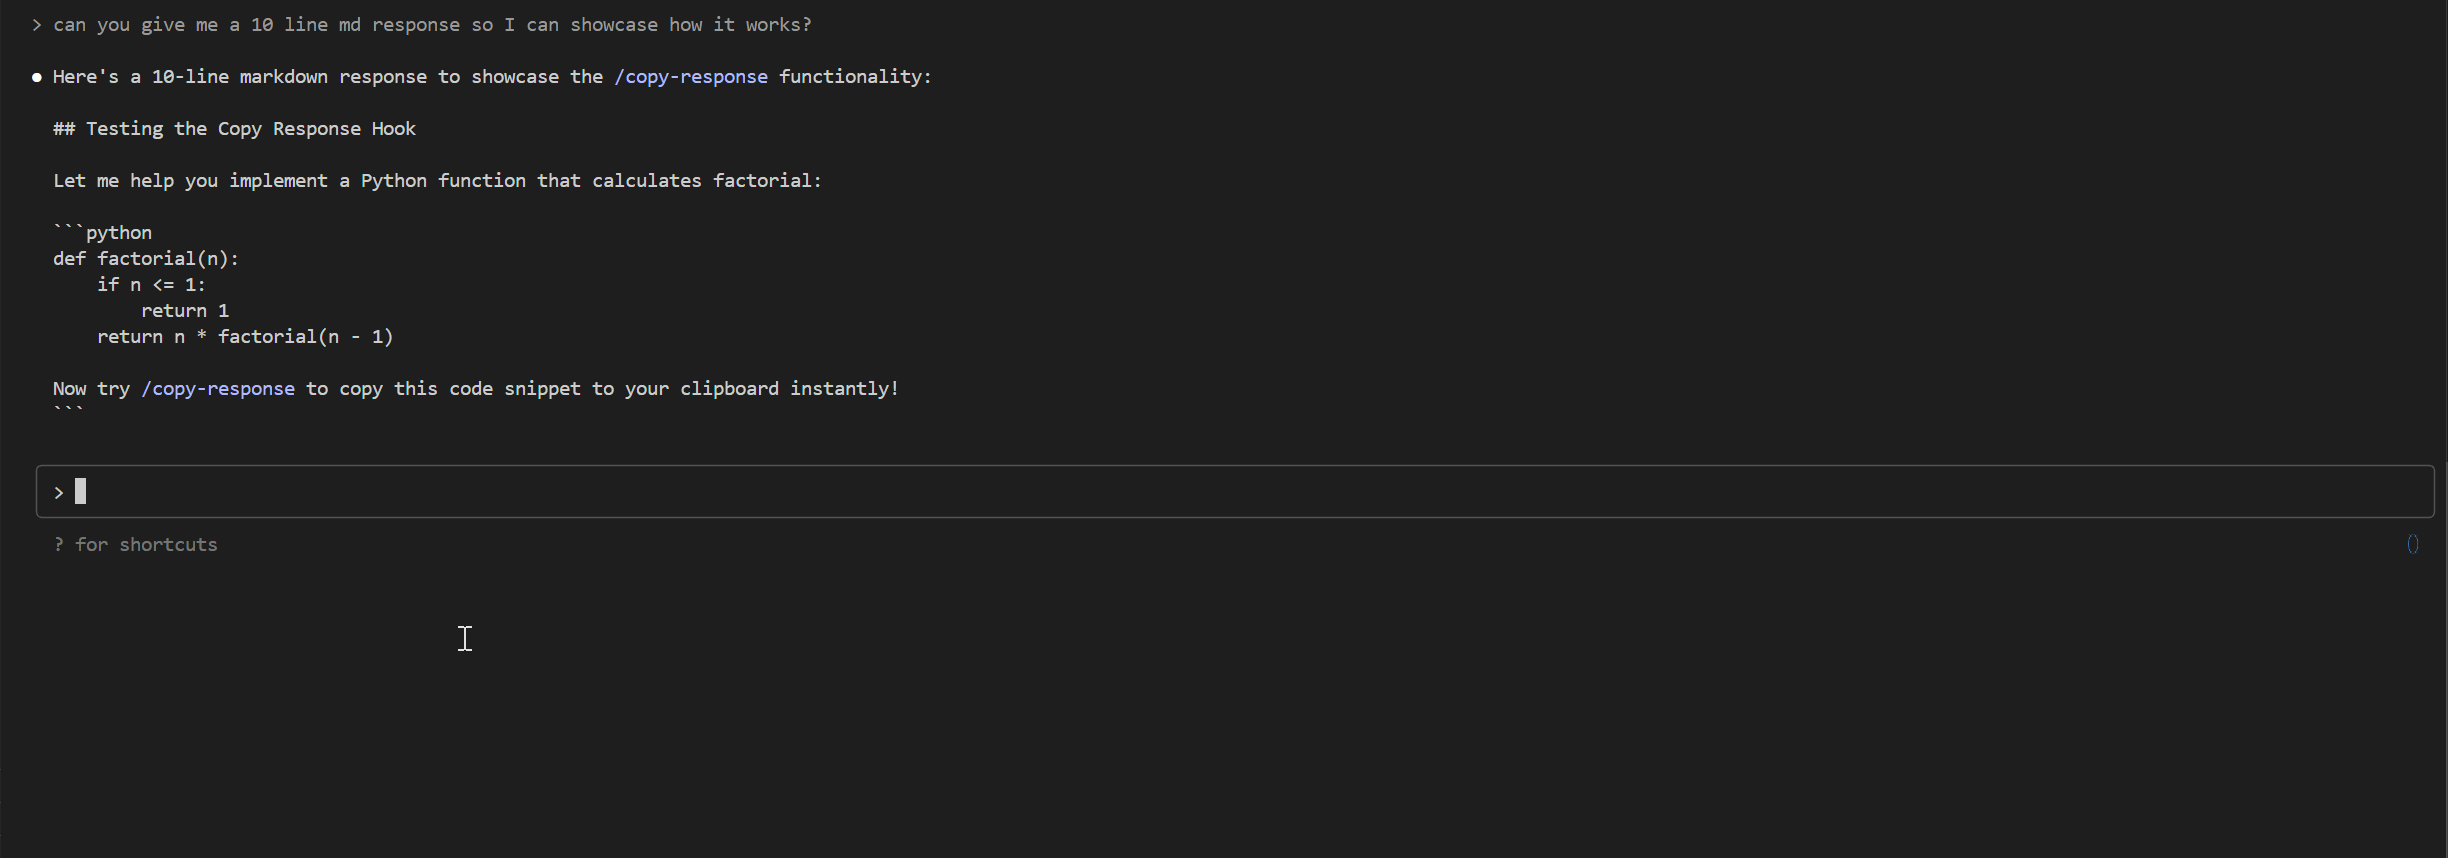 > can you give me a 10 line md response so I can showcase how it works?
● Here's a 10-line markdown response to showcase the /copy-response functionality:
## Testing the Copy Response Hook
Let me help you implement a Python function that calculates factorial:
```python
def factorial(n):
    if n <= 1:
        return 1
    return n * factorial(n - 1)
Now try /copy-response to copy this code snippet to your clipboard instantly!
```
>
? for shortcuts
()